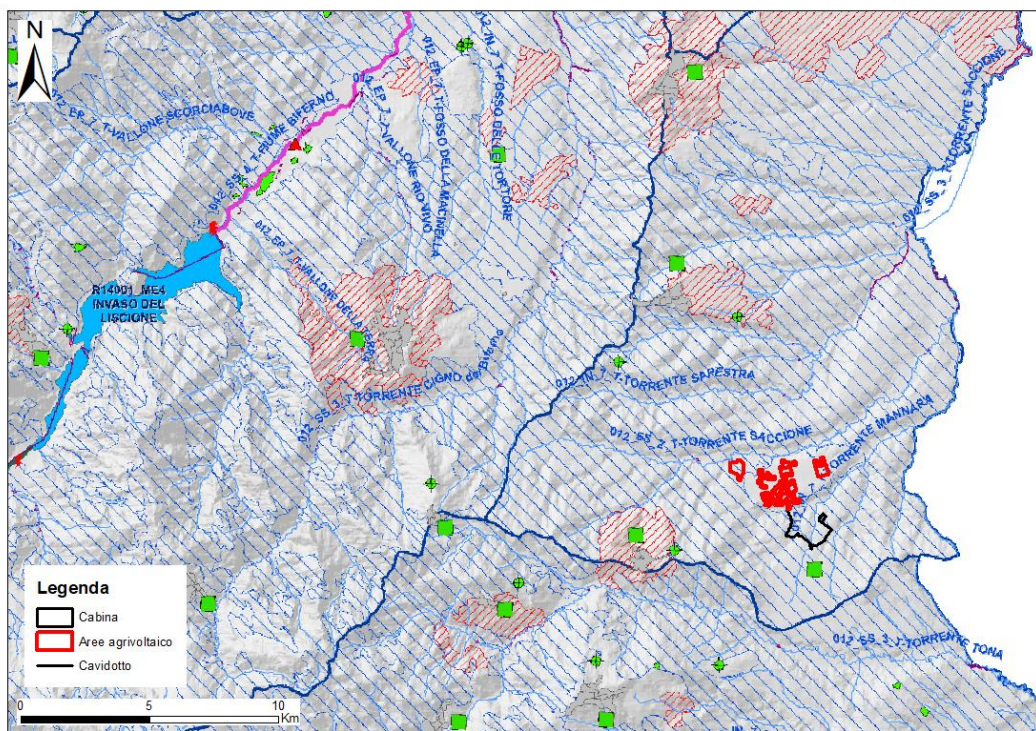 N
012_EP_7_T-VALLONE SCORCIABOVE
012_SS_4_T-FIUME BIFERNO
012_EP_7_T-VALLONE RIO VIVO
012_EP_7_T-FOSSO DELLA MACINELLA
012_IN_7_T-FOSSO DELLE TORTORE
012_SS_3_T-TORRENTE SACCIONE
R14001_ME4
INVASO DEL
LISCIONE
012_SS_3_T-TORRENTE CIGNO del Biferno
012_IN_7_T-TORRENTE SAPESTRA
012_SS_2_T-TORRENTE SACCIONE
TORRENTE MANNARA
012_SS_3_T-TORRENTE TONA
Legenda
Cabina
Aree agrivoltaico
Cavidotto
0 5 10
Km